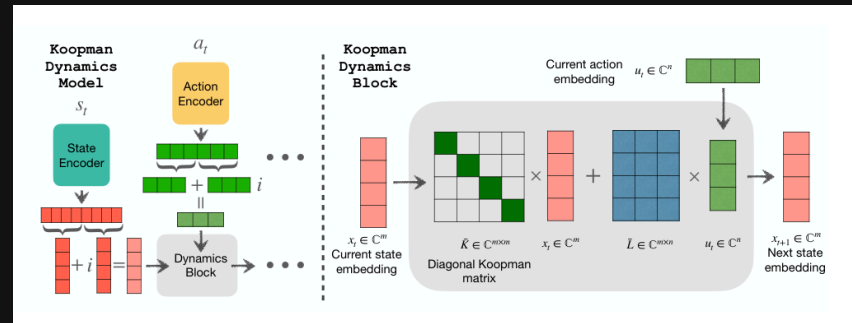 Koopman
Dynamics
Model
s_t
State
Encoder
+ i =
a_t
Action
Encoder
+ i
=
Dynamics
Block
Koopman
Dynamics
Block
Current action
embedding
u_t ∈ ℂ^n
× + ×
x_t ∈ ℂ^m
Current state
embedding
K̄ ∈ ℂ^{m×m}
Diagonal Koopman
matrix
x_t ∈ ℂ^m
L̄ ∈ ℂ^{m×n}
u_t ∈ ℂ^n
x_{t+1} ∈ ℂ^m
Next state
embedding